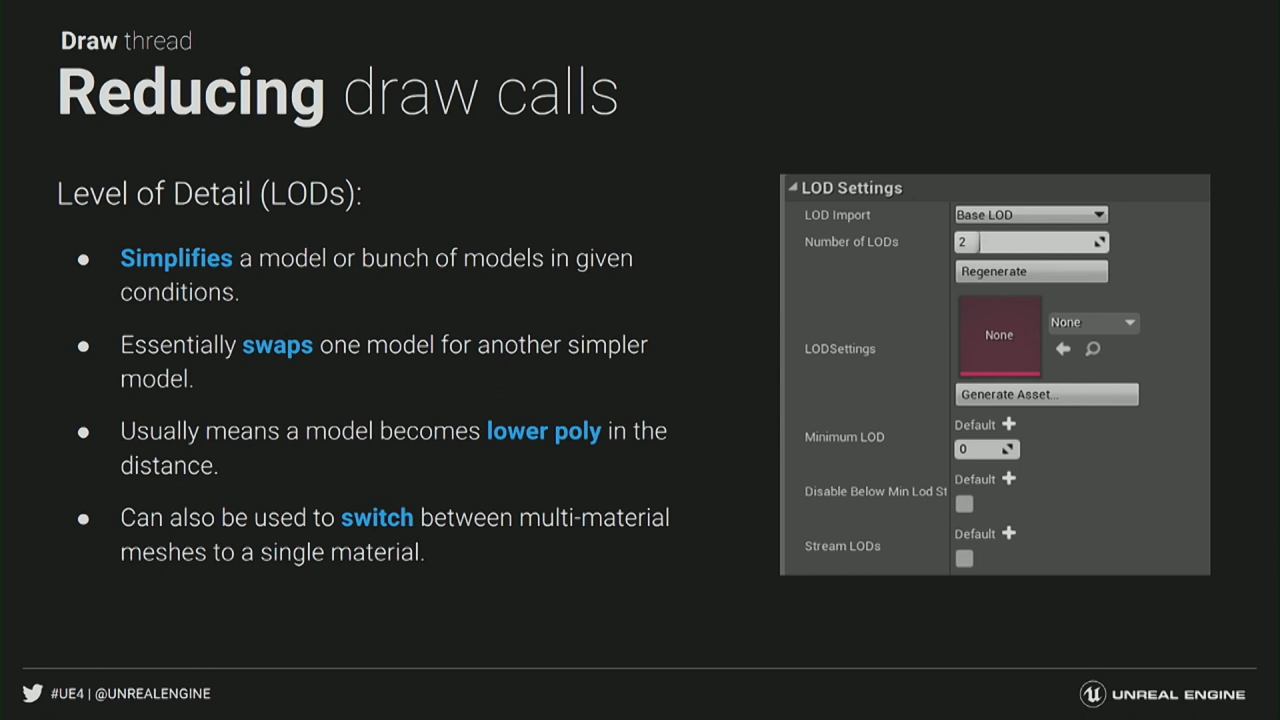 Draw thread
Reducing draw calls
Level of Detail (LODs):
● Simplifies a model or bunch of models in given
conditions.
● Essentially swaps one model for another simpler
model.
● Usually means a model becomes lower poly in the
distance.
● Can also be used to switch between multi-material
meshes to a single material.
LOD Settings
LOD Import Base LOD
Number of LODs 2
Regenerate
None
None
LODSettings
Generate Asset...
Default
Minimum LOD
0
Default
Disable Below Min Lod St
Default
Stream LODs
#UE4 | @UNREALENGINE
UNREAL ENGINE